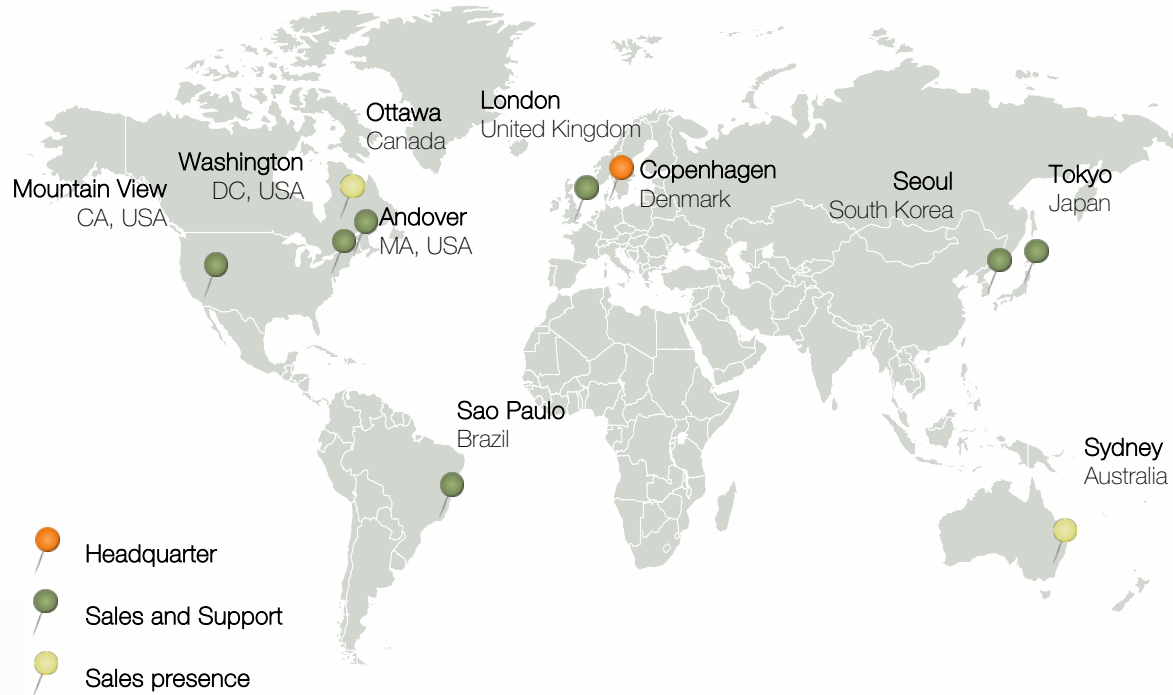 Ottawa
Canada
London
United Kingdom
Washington
DC, USA
Mountain View
CA, USA
Andover
MA, USA
Copenhagen
Denmark
Seoul
South Korea
Tokyo
Japan
Sao Paulo
Brazil
Sydney
Australia
Headquarter
Sales and Support
Sales presence